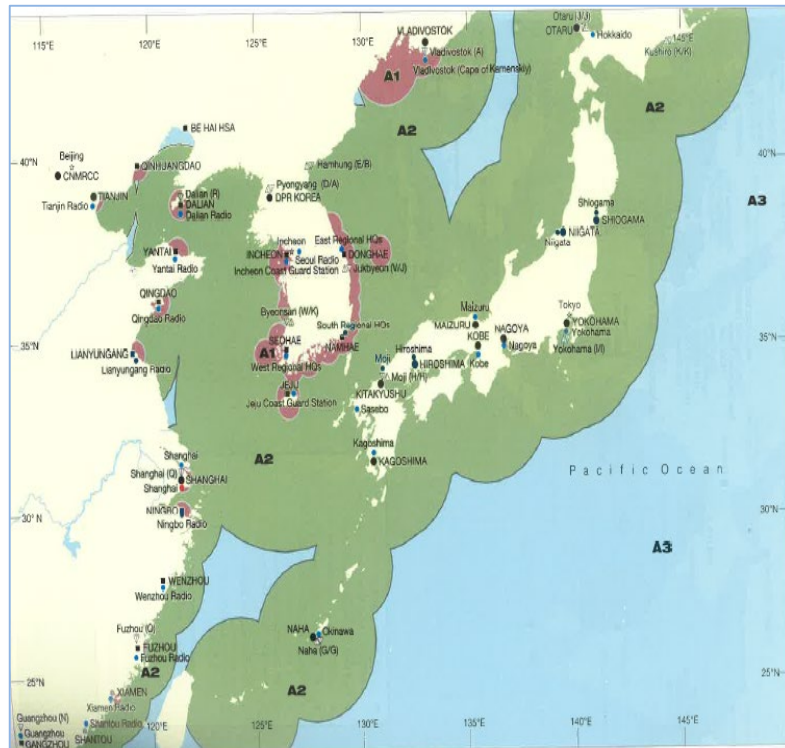 115°E
120°E
125°E
130°E
VLADIVOSTOK
Vladivostok (A)
Vladivostok (Cape of Kamenskiy)
Otaru (J/J)
OTARU
Hokkaido
145°E
Kushiro (K/K)
A1
A2
A2
BE HAI HSA
Beijing
CNMRCC
40°N
QINHUANGDAO
Hamhung (E/B)
40°N
TIANJIN
Tianjin Radio
Dalian (R)
DALIAN
Dalian Radio
Pyongyang (D/A)
DPR KOREA
A3
Shiogama
SHIOGAMA
NIIGATA
Niigata
YANTAI
Yantai Radio
Incheon
INCHEON
Seoul Radio
Incheon Coast Guard Station
East Regional HQs
DONGHAE
Jukbyeon (W/J)
QINGDAO
Qingdao Radio
Byeonsan (W/K)
South Regional HQs
NAMHAE
Maizuru
MAIZURU
KOBE
Kobe
NAGOYA
Nagoya
Tokyo
YOKOHAMA
Yokohama
Yokohama (I/I)
35°N
LIANYUNGANG
Lianyungang Radio
A1
SEOHAE
West Regional HQs
Moji
Moji (H/H)
Hiroshima
HIROSHIMA
35°N
JEJU
Jeju Coast Guard Station
KITAKYUSHU
Sasebo
Kagoshima
KAGOSHIMA
A2
Shanghai
Shanghai (Q)
SHANGHAI
Shanghai
Pacific Ocean
30° N
NINGBO
Ningbo Radio
30°N
A3
WENZHOU
Wenzhou Radio
NAHA
Okinawa
Naha (G/G)
Fuzhou (O)
FUZHOU
Fuzhou Radio
25°N
A2
A2
25°N
XIAMEN
Xiamen Radio
Guangzhou (N)
Guangzhou
GANGZHOU
Shantou Radio
SHANTOU
120°E
125°E
130°E
135°E
140°E
145°E